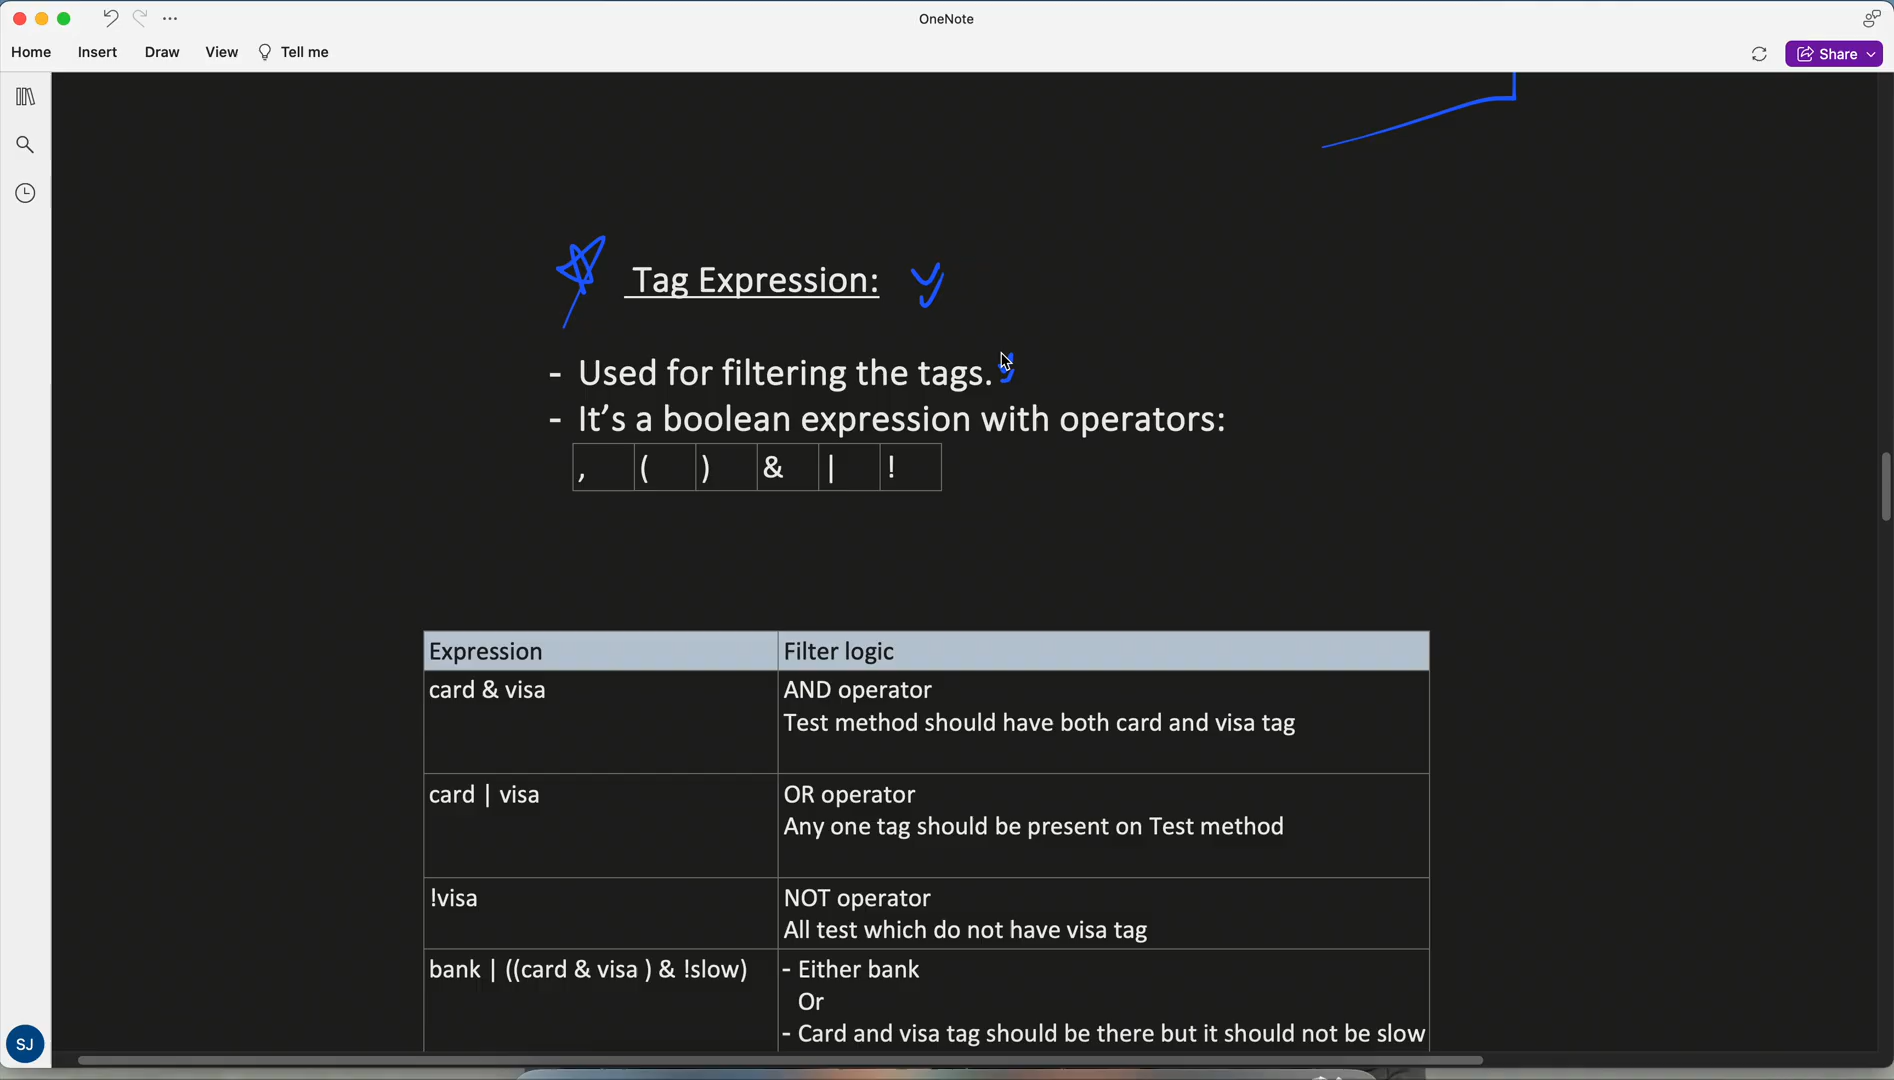 OneNote
Home Insert Draw View Tell me
Share
Tag Expression:
- Used for filtering the tags.
- It’s a boolean expression with operators:
, ( ) & | !
Expression Filter logic
card & visa AND operator
Test method should have both card and visa tag
card | visa OR operator
Any one tag should be present on Test method
!visa NOT operator
All test which do not have visa tag
bank | ((card & visa ) & !slow) - Either bank
Or
- Card and visa tag should be there but it should not be slow
SJ